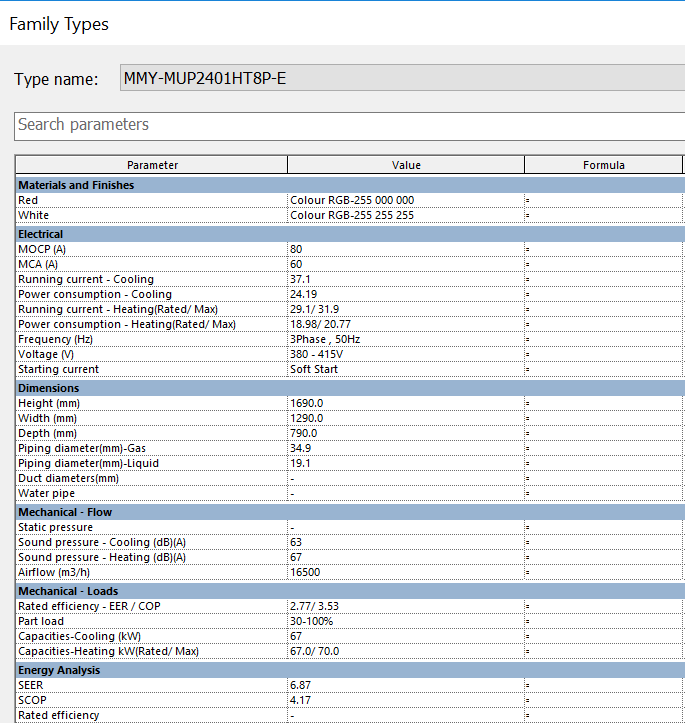 Family Types
Type name: MMY-MUP2401HT8P-E
Search parameters
Parameter Value Formula
Materials and Finishes
Red Colour RGB-255 000 000 =
White Colour RGB-255 255 255 =
Electrical
MOCP (A) 80 =
MCA (A) 60 =
Running current - Cooling 37.1 =
Power consumption - Cooling 24.19 =
Running current - Heating(Rated/ Max) 29.1/ 31.9 =
Power consumption - Heating(Rated/ Max) 18.98/ 20.77 =
Frequency (Hz) 3Phase , 50Hz =
Voltage (V) 380 - 415V =
Starting current Soft Start =
Dimensions
Height (mm) 1690.0 =
Width (mm) 1290.0 =
Depth (mm) 790.0 =
Piping diameter(mm)-Gas 34.9 =
Piping diameter(mm)-Liquid 19.1 =
Duct diameters(mm) - =
Water pipe - =
Mechanical - Flow
Static pressure - =
Sound pressure - Cooling (dB)(A) 63 =
Sound pressure - Heating (dB)(A) 67 =
Airflow (m3/h) 16500 =
Mechanical - Loads
Rated efficiency - EER / COP 2.77/ 3.53 =
Part load 30-100% =
Capacities-Cooling (kW) 67 =
Capacities-Heating kW(Rated/ Max) 67.0/ 70.0 =
Energy Analysis
SEER 6.87 =
SCOP 4.17 =
Rated efficiency - =